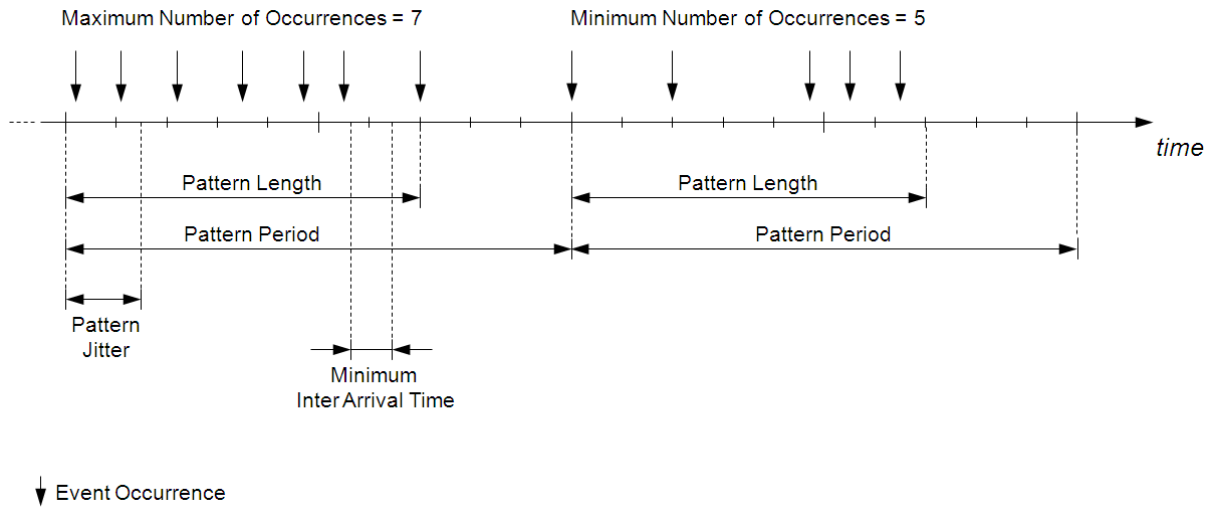 Maximum Number of Occurrences = 7
Minimum Number of Occurrences = 5
time
Pattern Length
Pattern Length
Pattern Period
Pattern Period
Pattern
Jitter
Minimum
Inter Arrival Time
Event Occurrence